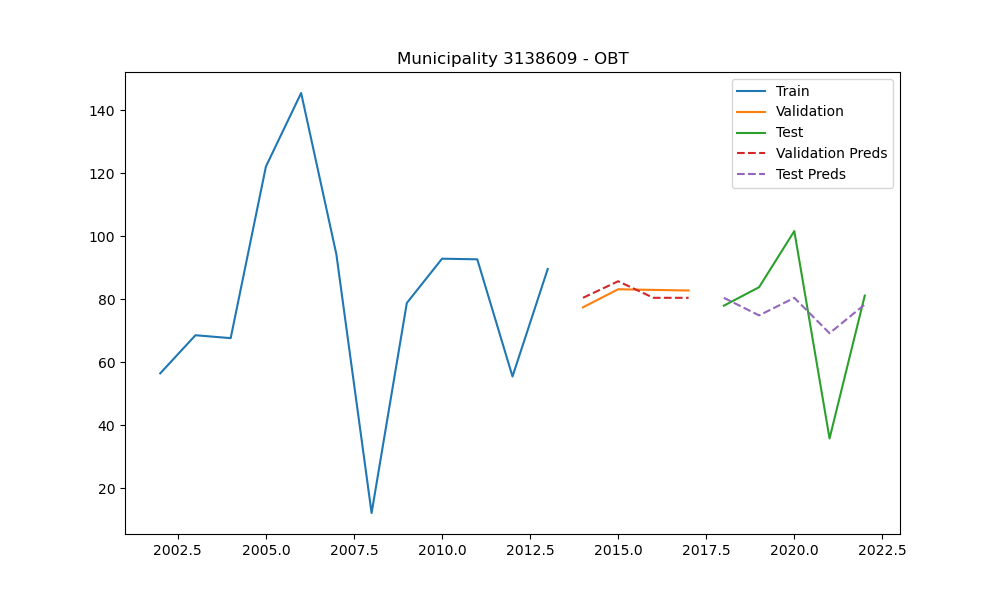 Municipality 3138609 - OBT
Train
Validation
Test
Validation Preds
Test Preds
140
120
100
80
60
40
20
2002.5 2005.0 2007.5 2010.0 2012.5 2015.0 2017.5 2020.0 2022.5